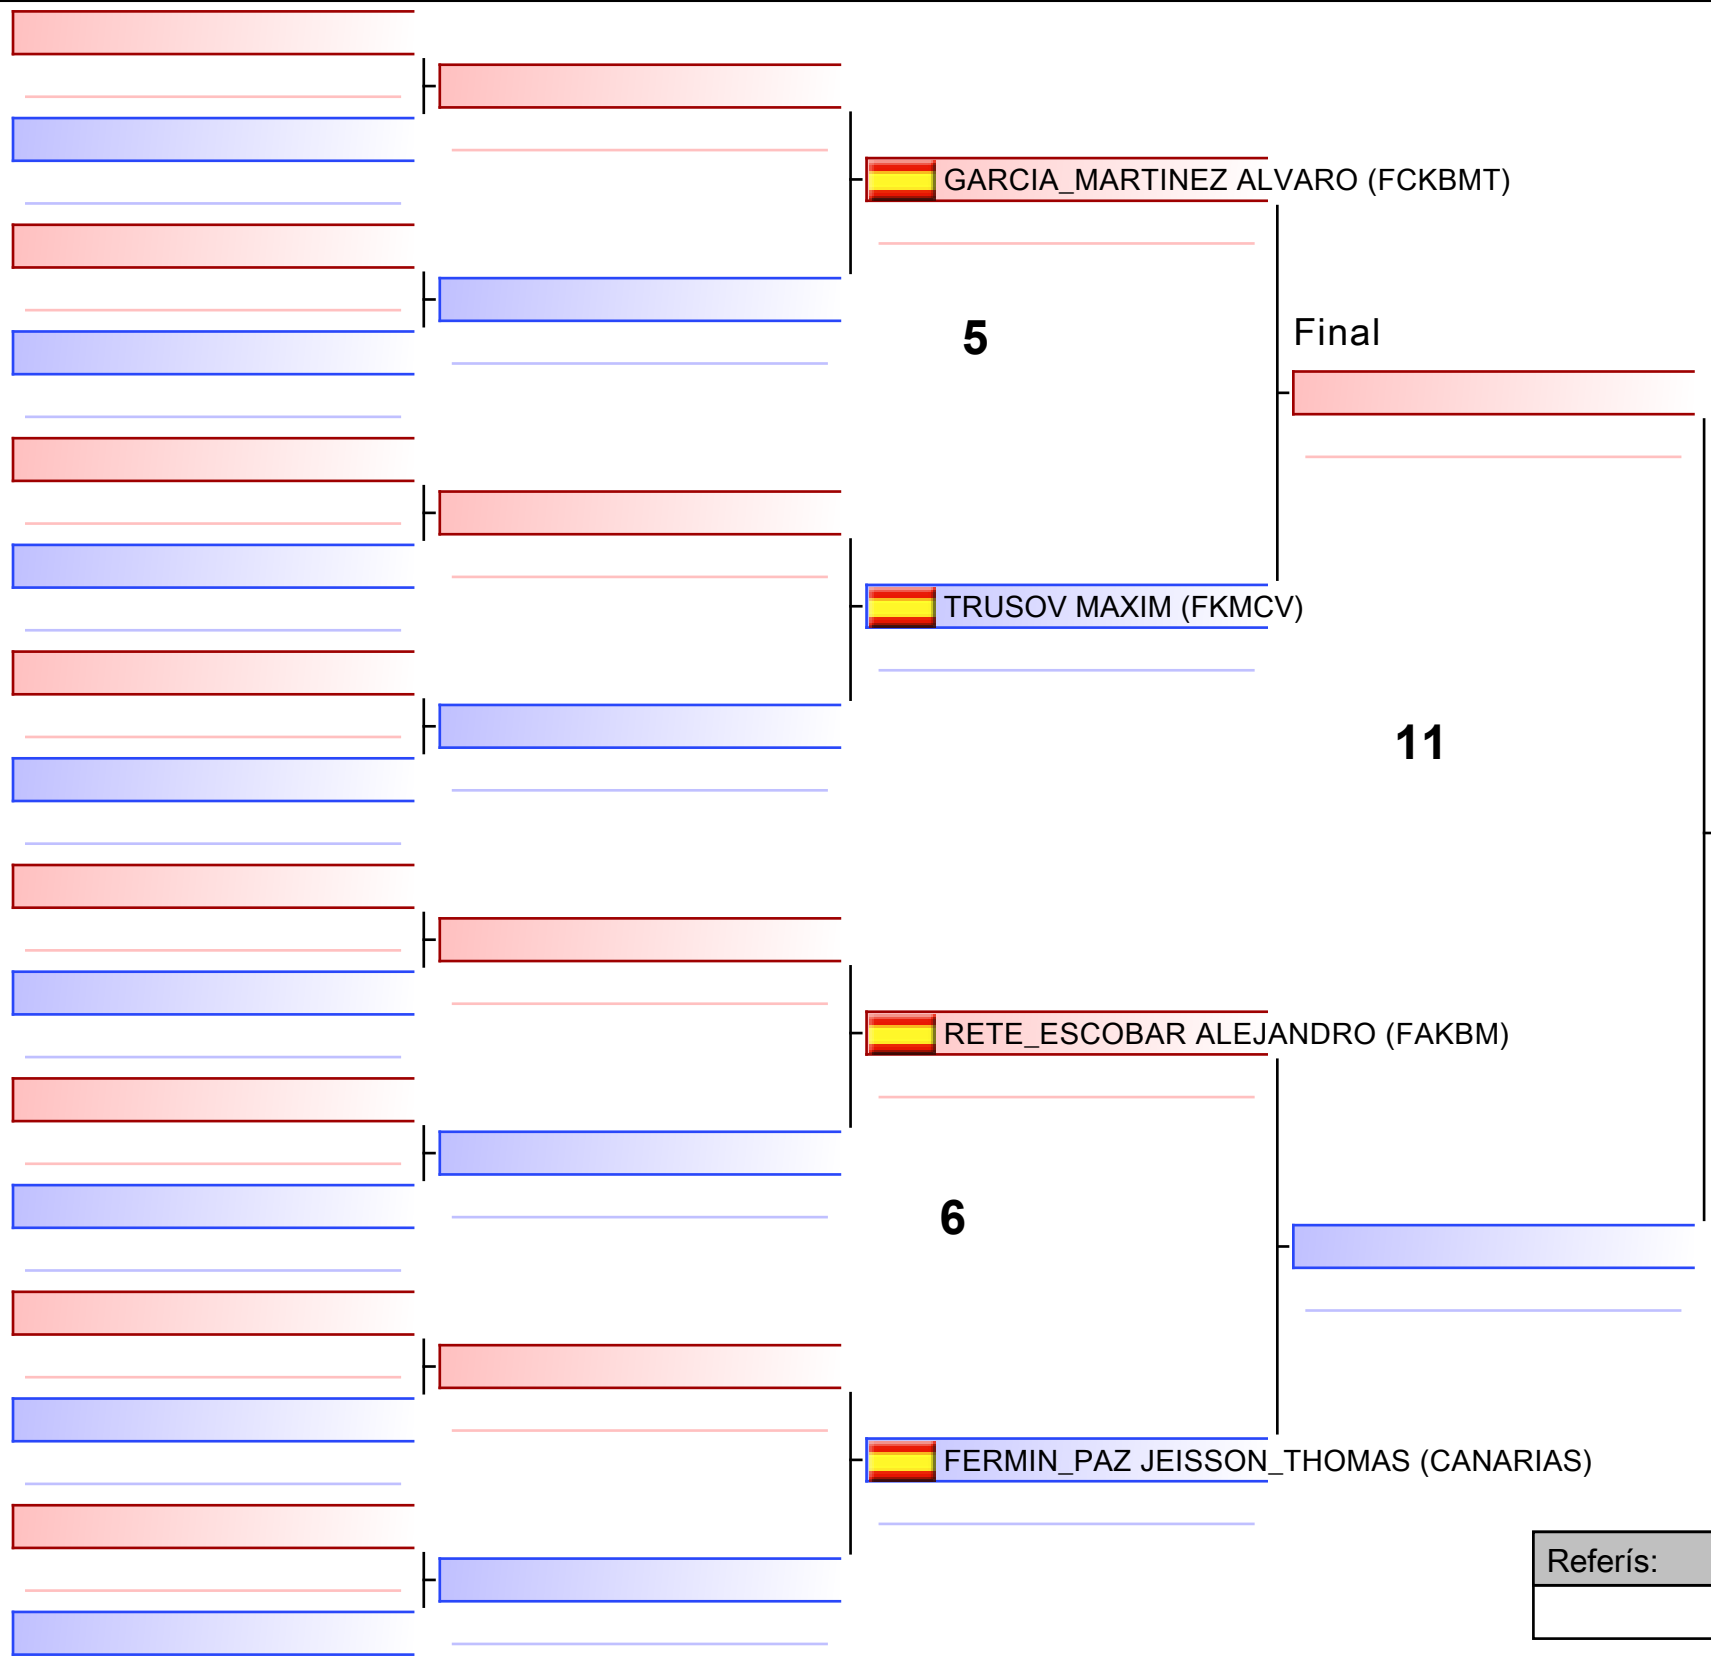 GARCIA_MARTINEZ ALVARO (FCKBMT)
5
Final
TRUSOV MAXIM (FKMCV)
11
RETE_ESCOBAR ALEJANDRO (FAKBM)
6
FERMIN_PAZ JEISSON_THOMAS (CANARIAS)
Referís: